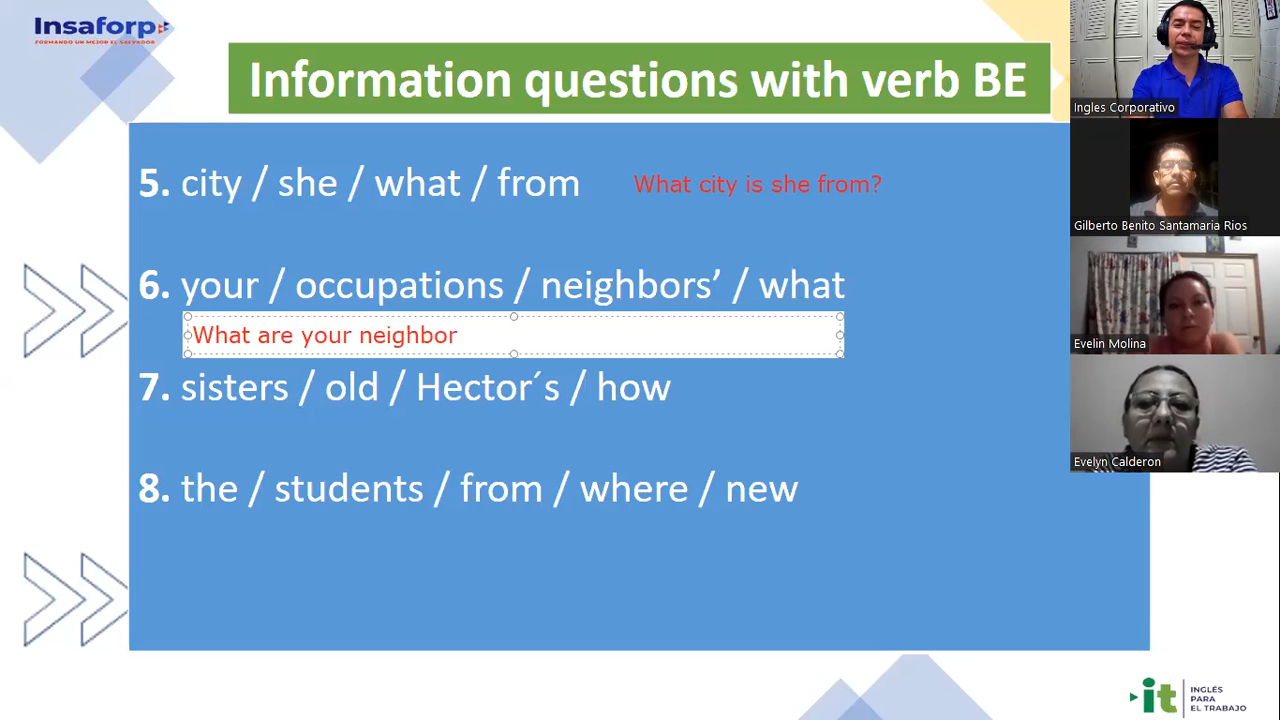 Insaforp
FORMANDO UN MEJOR EL SALVADOR
Information questions with verb BE
5. city / she / what / from
What city is she from?
6. your / occupations / neighbors’ / what
What are your neighbor
7. sisters / old / Hector´s / how
8. the / students / from / where / new
Ingles Corporativo
Gilberto Benito Santamaria Rios
Evelin Molina
Evelyn Calderon
it
INGLÉS
PARA
EL TRABAJO